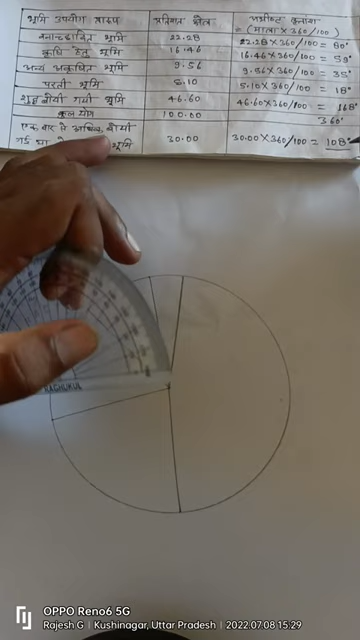 भूमि उपयोग प्रारूप प्रतिशत क्षेत्र अभीष्ट तुल्यांश
= (मात्रा × 360/100)
वनाच्छादित भूमि 22.28 22.28 × 360/100 = 80°
कृषि हेतु भूमि 16.46 16.46 × 360/100 = 59°
अन्य अकृषित भूमि 9.56 9.56 × 360/100 = 35°
परती भूमि 5.10 5.10 × 360/100 = 18°
शुद्ध बोयी गयी भूमि 46.60 46.60 × 360/100 = 168°
कुल योग 100.00 360°
एक बार से अधिक बोयी
गई भूमि 30.00 30.00 × 360/100 = 108°
RAGHUKUL
OPPO Reno6 5G
Rajesh G | Kushinagar, Uttar Pradesh | 2022.07.08 15:29